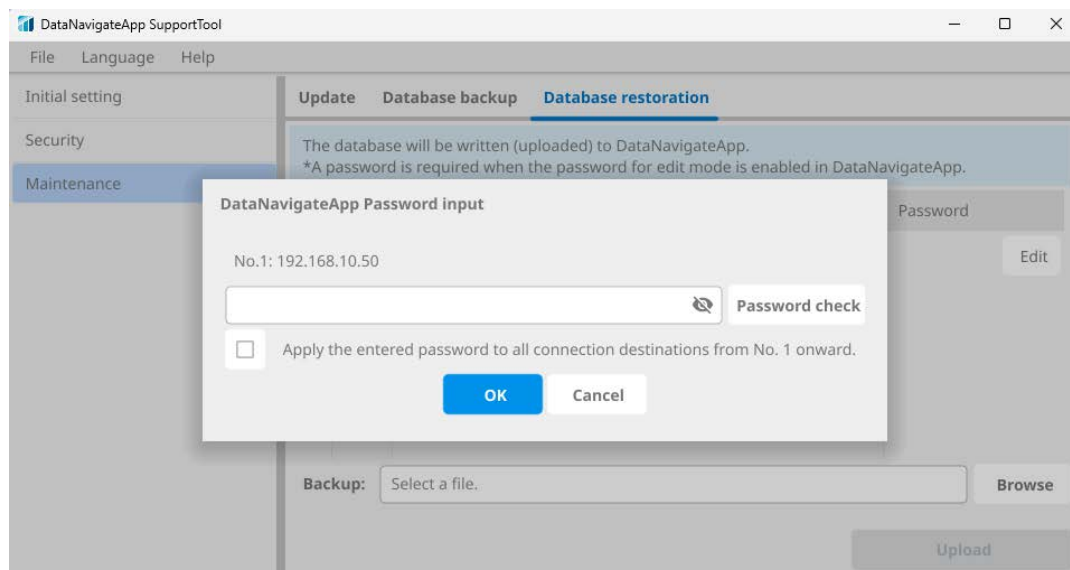 DataNavigateApp SupportTool
File Language Help
Initial setting
Security
Maintenance
Update Database backup Database restoration
The database will be written (uploaded) to DataNavigateApp.
*A password is required when the password for edit mode is enabled in DataNavigateApp.
Password
Edit
DataNavigateApp Password input
No.1: 192.168.10.50
Password check
Apply the entered password to all connection destinations from No. 1 onward.
OK Cancel
Backup: Select a file. Browse
Upload